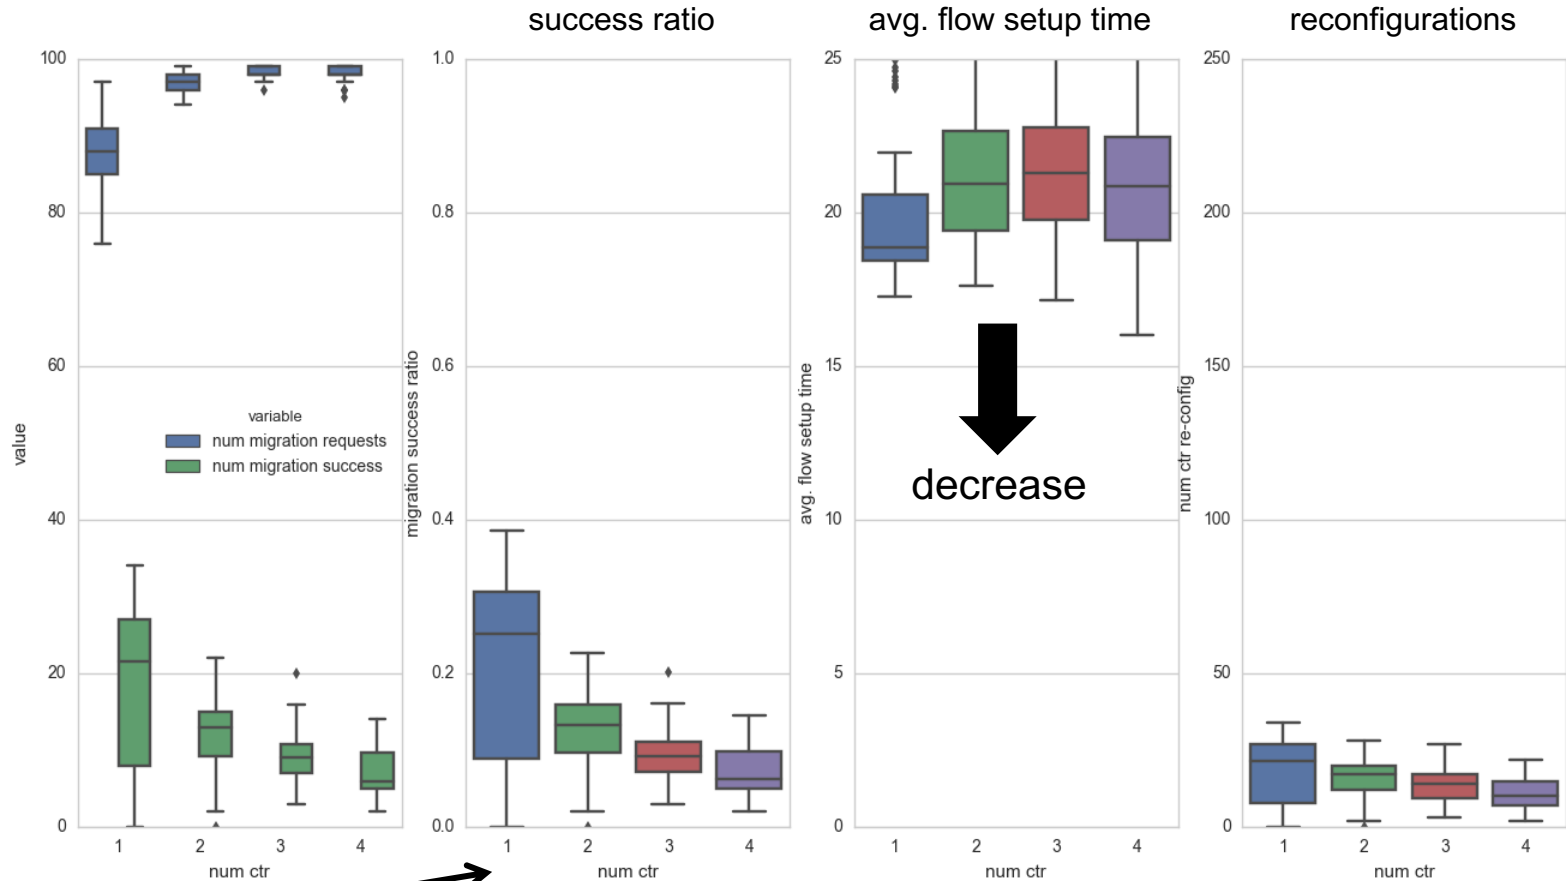 success ratio
avg. flow setup time
reconfigurations
100
80
60
40
20
0
value
variable
num migration requests
num migration success
1 2 3 4
num ctr
1.0
0.8
0.6
0.4
0.2
0.0
migration success ratio
1 2 3 4
num ctr
25
20
15
10
5
0
avg. flow setup time
decrease
1 2 3 4
num ctr
250
200
150
100
50
0
num ctr re-config
1 2 3 4
num ctr